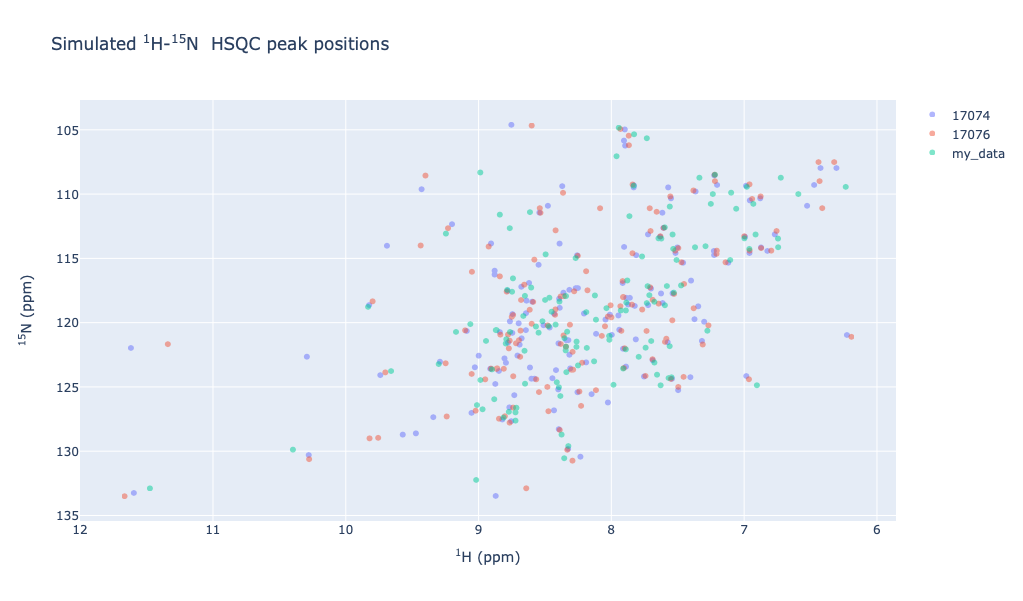 Simulated ¹H-¹⁵N HSQC peak positions
17074
17076
my_data
105
110
115
120
125
130
135
¹⁵N (ppm)
12 11 10 9 8 7 6
¹H (ppm)